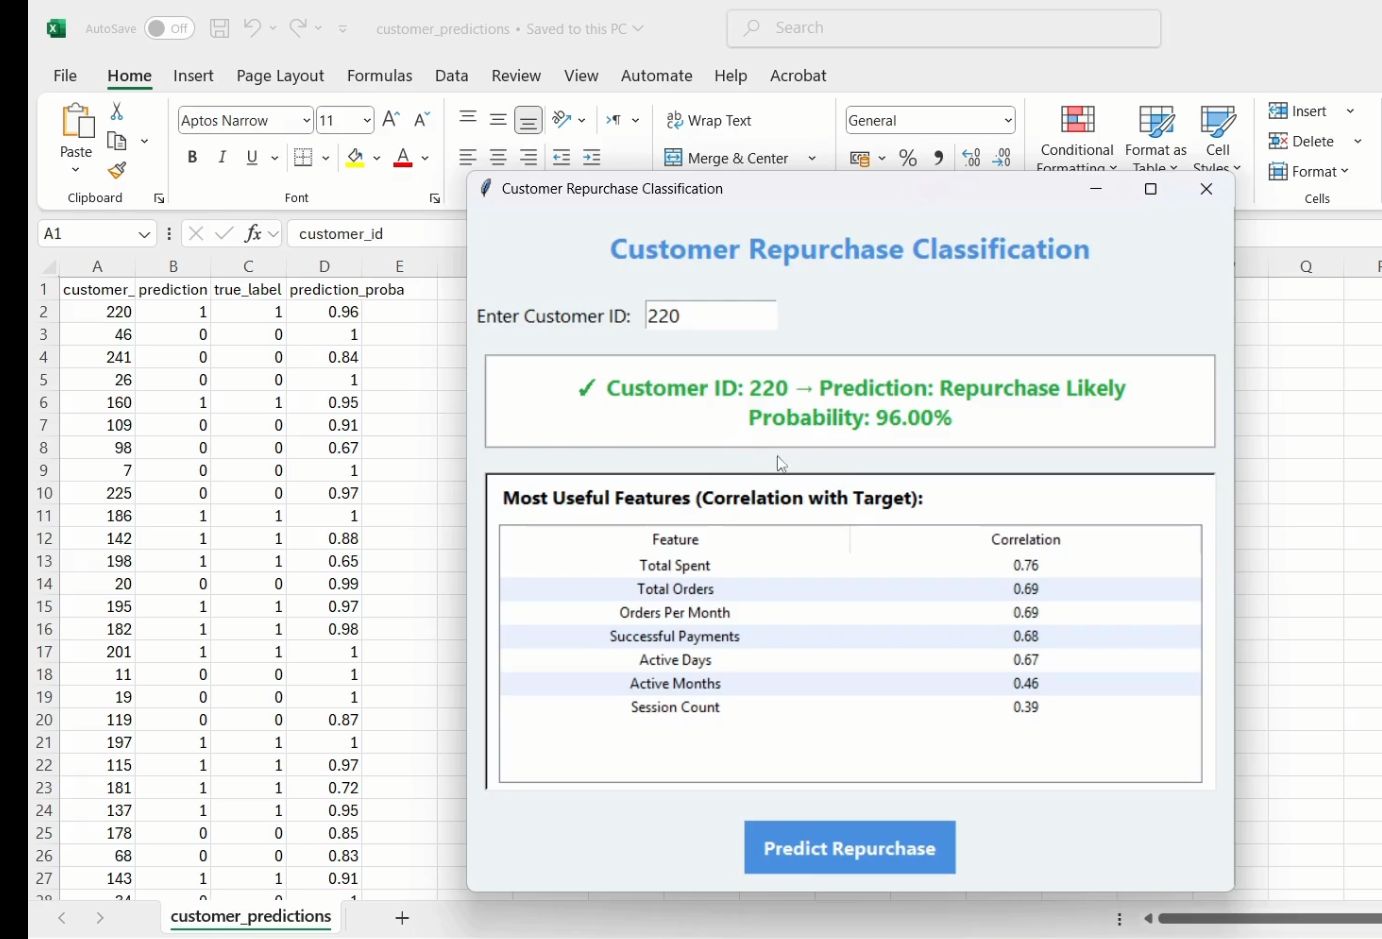 AutoSave Off customer_predictions • Saved to this PC Search
File Home Insert Page Layout Formulas Data Review View Automate Help Acrobat
Paste
Clipboard
Aptos Narrow 11
B I U A
Font
Wrap Text
Merge & Center
General
% 9
Conditional Formatting
Format as Table
Cell Styles
Insert
Delete
Format
Cells
A1 fx customer_id
A B C D E Q
1 customer_ prediction true_label prediction_proba
2 220 1 1 0.96
3 46 0 0 1
4 241 0 0 0.84
5 26 0 0 1
6 160 1 1 0.95
7 109 0 0 0.91
8 98 0 0 0.67
9 7 0 0 1
10 225 0 0 0.97
11 186 1 1 1
12 142 1 1 0.88
13 198 1 1 0.65
14 20 0 0 0.99
15 195 1 1 0.97
16 182 1 1 0.98
17 201 1 1 1
18 11 0 0 1
19 19 0 0 1
20 119 0 0 0.87
21 197 1 1 1
22 115 1 1 0.97
23 181 1 1 0.72
24 137 1 1 0.95
25 178 0 0 0.85
26 68 0 0 0.83
27 143 1 1 0.91
customer_predictions +
Customer Repurchase Classification
Customer Repurchase Classification
Enter Customer ID: 220
✓ Customer ID: 220 → Prediction: Repurchase Likely
Probability: 96.00%
Most Useful Features (Correlation with Target):
Feature Correlation
Total Spent 0.76
Total Orders 0.69
Orders Per Month 0.69
Successful Payments 0.68
Active Days 0.67
Active Months 0.46
Session Count 0.39
Predict Repurchase